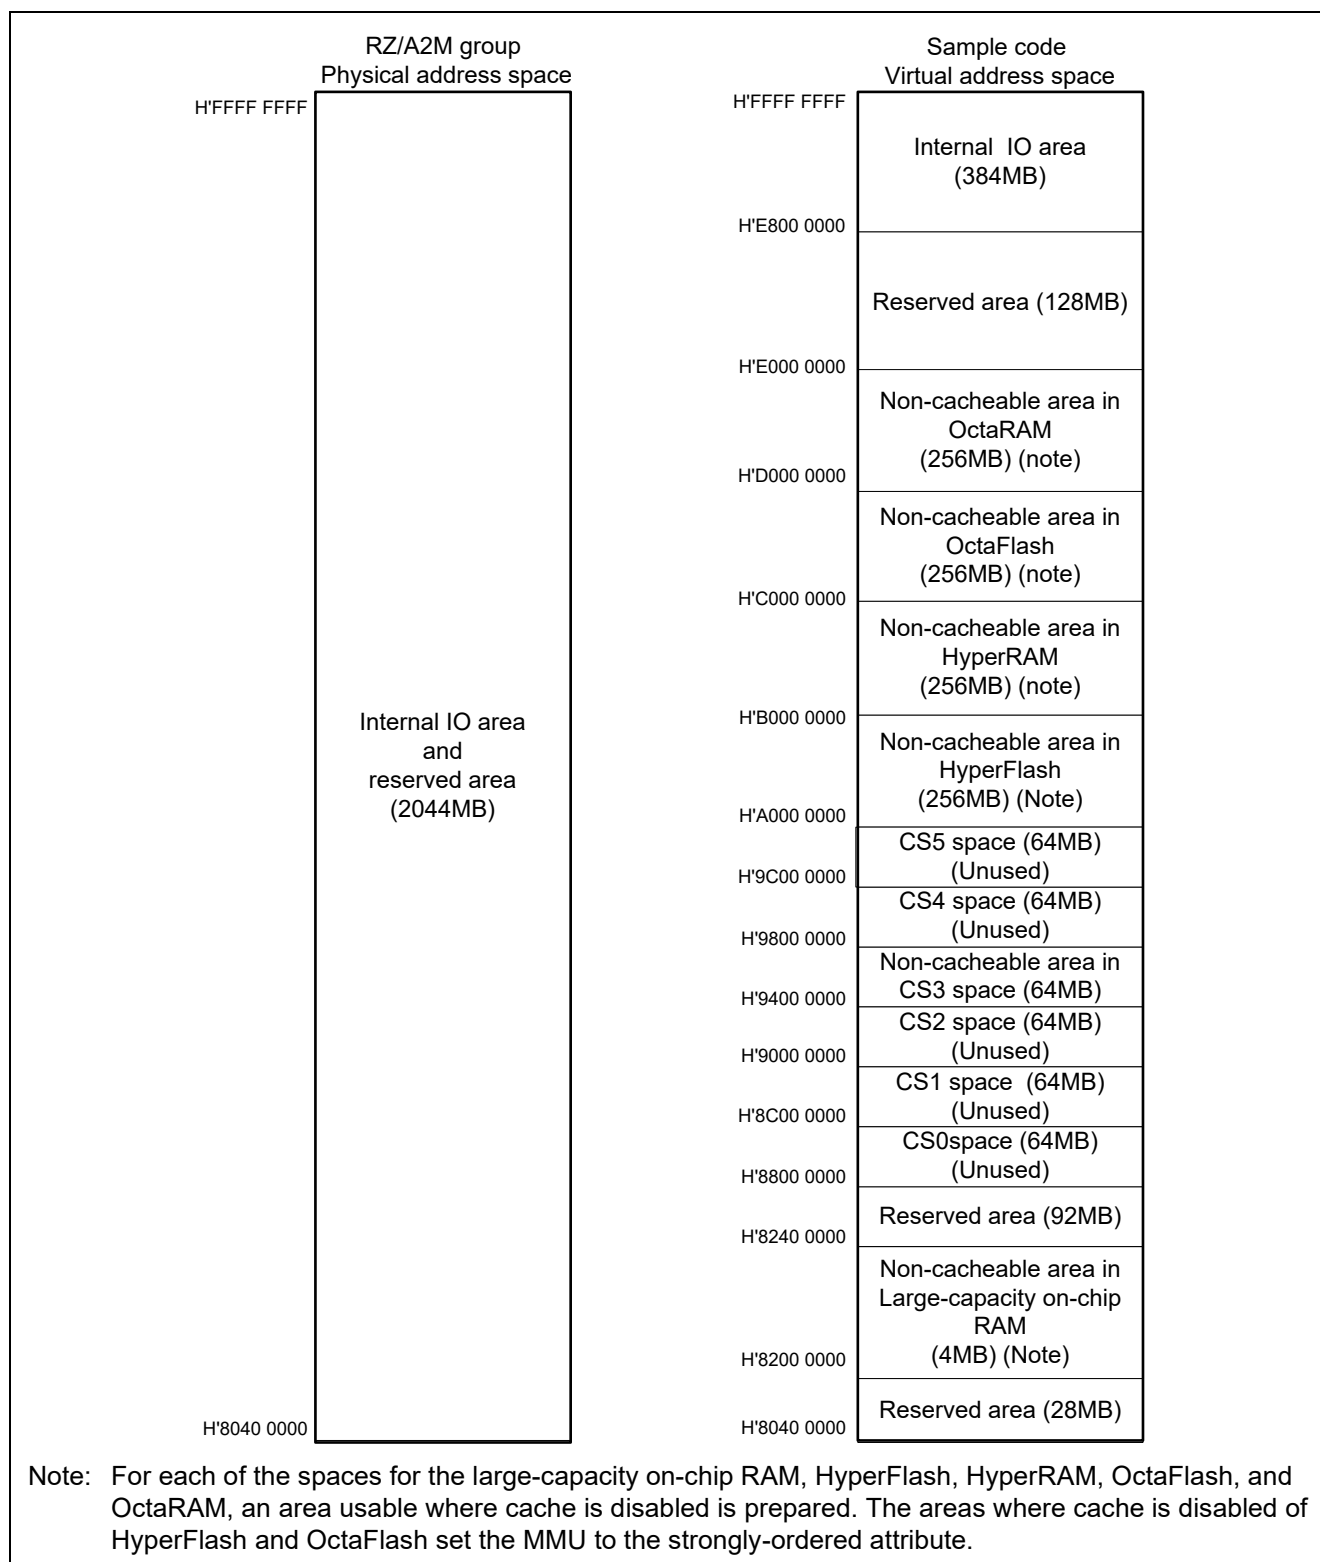 RZ/A2M group
Physical address space
H'FFFF FFFF
Internal IO area
and
reserved area
(2044MB)
H'8040 0000
Sample code
Virtual address space
H'FFFF FFFF
Internal IO area
(384MB)
H'E800 0000
Reserved area (128MB)
H'E000 0000
Non-cacheable area in
OctaRAM
(256MB) (note)
H'D000 0000
Non-cacheable area in
OctaFlash
(256MB) (note)
H'C000 0000
Non-cacheable area in
HyperRAM
(256MB) (note)
H'B000 0000
Non-cacheable area in
HyperFlash
(256MB) (Note)
H'A000 0000
CS5 space (64MB)
(Unused)
H'9C00 0000
CS4 space (64MB)
(Unused)
H'9800 0000
Non-cacheable area in
CS3 space (64MB)
H'9400 0000
CS2 space (64MB)
(Unused)
H'9000 0000
CS1 space (64MB)
(Unused)
H'8C00 0000
CS0space (64MB)
(Unused)
H'8800 0000
Reserved area (92MB)
H'8240 0000
Non-cacheable area in
Large-capacity on-chip
RAM
(4MB) (Note)
H'8200 0000
Reserved area (28MB)
H'8040 0000
Note: For each of the spaces for the large-capacity on-chip RAM, HyperFlash, HyperRAM, OctaFlash, and
OctaRAM, an area usable where cache is disabled is prepared. The areas where cache is disabled of
HyperFlash and OctaFlash set the MMU to the strongly-ordered attribute.